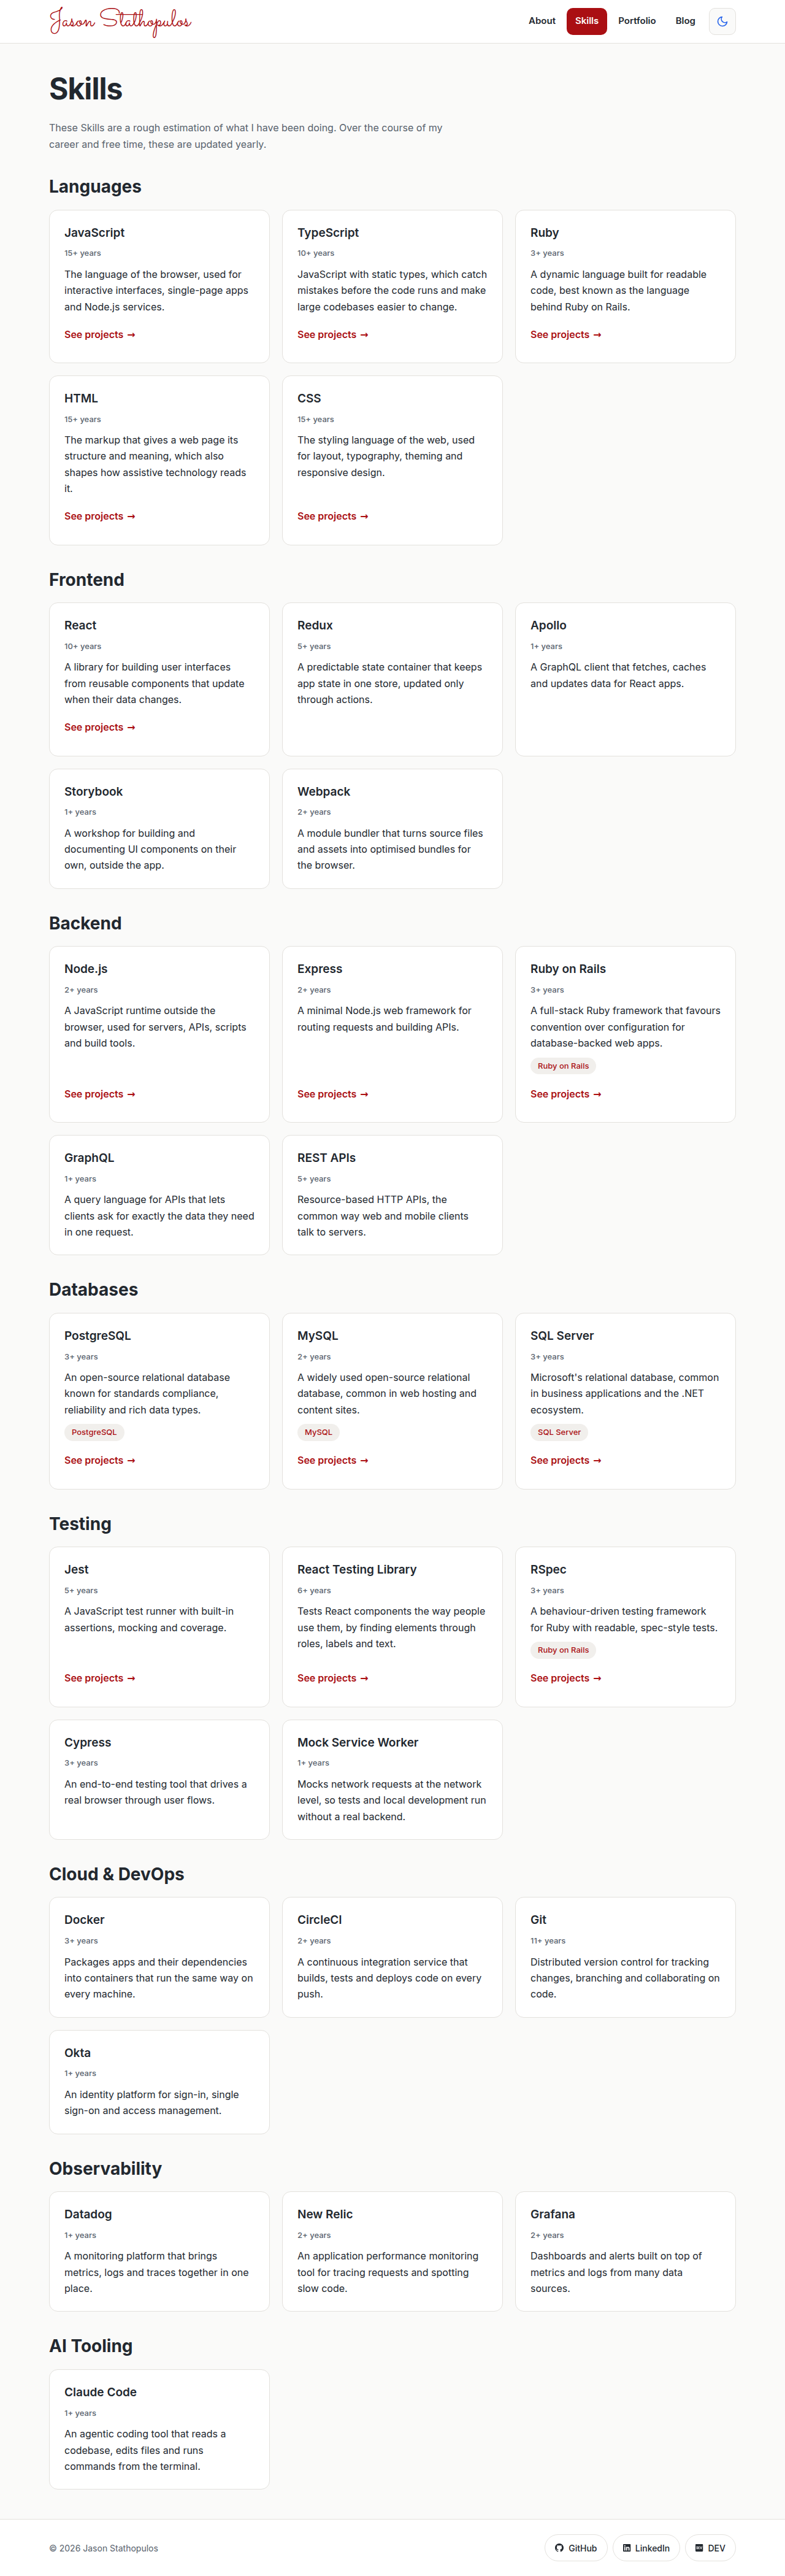 Jason Stathopulos
About
Skills
Portfolio
Blog
Skills
These Skills are a rough estimation of what I have been doing. Over the course of my
career and free time, these are updated yearly.
Languages
JavaScript
15+ years
The language of the browser, used for
interactive interfaces, single-page apps
and Node.js services.
See projects →
TypeScript
10+ years
JavaScript with static types, which catch
mistakes before the code runs and make
large codebases easier to change.
See projects →
Ruby
3+ years
A dynamic language built for readable
code, best known as the language
behind Ruby on Rails.
See projects →
HTML
15+ years
The markup that gives a web page its
structure and meaning, which also
shapes how assistive technology reads
it.
See projects →
CSS
15+ years
The styling language of the web, used
for layout, typography, theming and
responsive design.
See projects →
Frontend
React
10+ years
A library for building user interfaces
from reusable components that update
when their data changes.
See projects →
Redux
5+ years
A predictable state container that keeps
app state in one store, updated only
through actions.
Apollo
1+ years
A GraphQL client that fetches, caches
and updates data for React apps.
Storybook
1+ years
A workshop for building and
documenting UI components on their
own, outside the app.
Webpack
2+ years
A module bundler that turns source files
and assets into optimised bundles for
the browser.
Backend
Node.js
2+ years
A JavaScript runtime outside the
browser, used for servers, APIs, scripts
and build tools.
See projects →
Express
2+ years
A minimal Node.js web framework for
routing requests and building APIs.
See projects →
Ruby on Rails
3+ years
A full-stack Ruby framework that favours
convention over configuration for
database-backed web apps.
Ruby on Rails
See projects →
GraphQL
1+ years
A query language for APIs that lets
clients ask for exactly the data they need
in one request.
REST APIs
5+ years
Resource-based HTTP APIs, the
common way web and mobile clients
talk to servers.
Databases
PostgreSQL
3+ years
An open-source relational database
known for standards compliance,
reliability and rich data types.
PostgreSQL
See projects →
MySQL
2+ years
A widely used open-source relational
database, common in web hosting and
content sites.
MySQL
See projects →
SQL Server
3+ years
Microsoft's relational database, common
in business applications and the .NET
ecosystem.
SQL Server
See projects →
Testing
Jest
5+ years
A JavaScript test runner with built-in
assertions, mocking and coverage.
See projects →
React Testing Library
6+ years
Tests React components the way people
use them, by finding elements through
roles, labels and text.
See projects →
RSpec
3+ years
A behaviour-driven testing framework
for Ruby with readable, spec-style tests.
Ruby on Rails
See projects →
Cypress
3+ years
An end-to-end testing tool that drives a
real browser through user flows.
Mock Service Worker
1+ years
Mocks network requests at the network
level, so tests and local development run
without a real backend.
Cloud & DevOps
Docker
3+ years
Packages apps and their dependencies
into containers that run the same way on
every machine.
CircleCI
2+ years
A continuous integration service that
builds, tests and deploys code on every
push.
Git
11+ years
Distributed version control for tracking
changes, branching and collaborating on
code.
Okta
1+ years
An identity platform for sign-in, single
sign-on and access management.
Observability
Datadog
1+ years
A monitoring platform that brings
metrics, logs and traces together in one
place.
New Relic
2+ years
An application performance monitoring
tool for tracing requests and spotting
slow code.
Grafana
2+ years
Dashboards and alerts built on top of
metrics and logs from many data
sources.
AI Tooling
Claude Code
1+ years
An agentic coding tool that reads a
codebase, edits files and runs
commands from the terminal.
© 2026 Jason Stathopulos
GitHub
LinkedIn
DEV